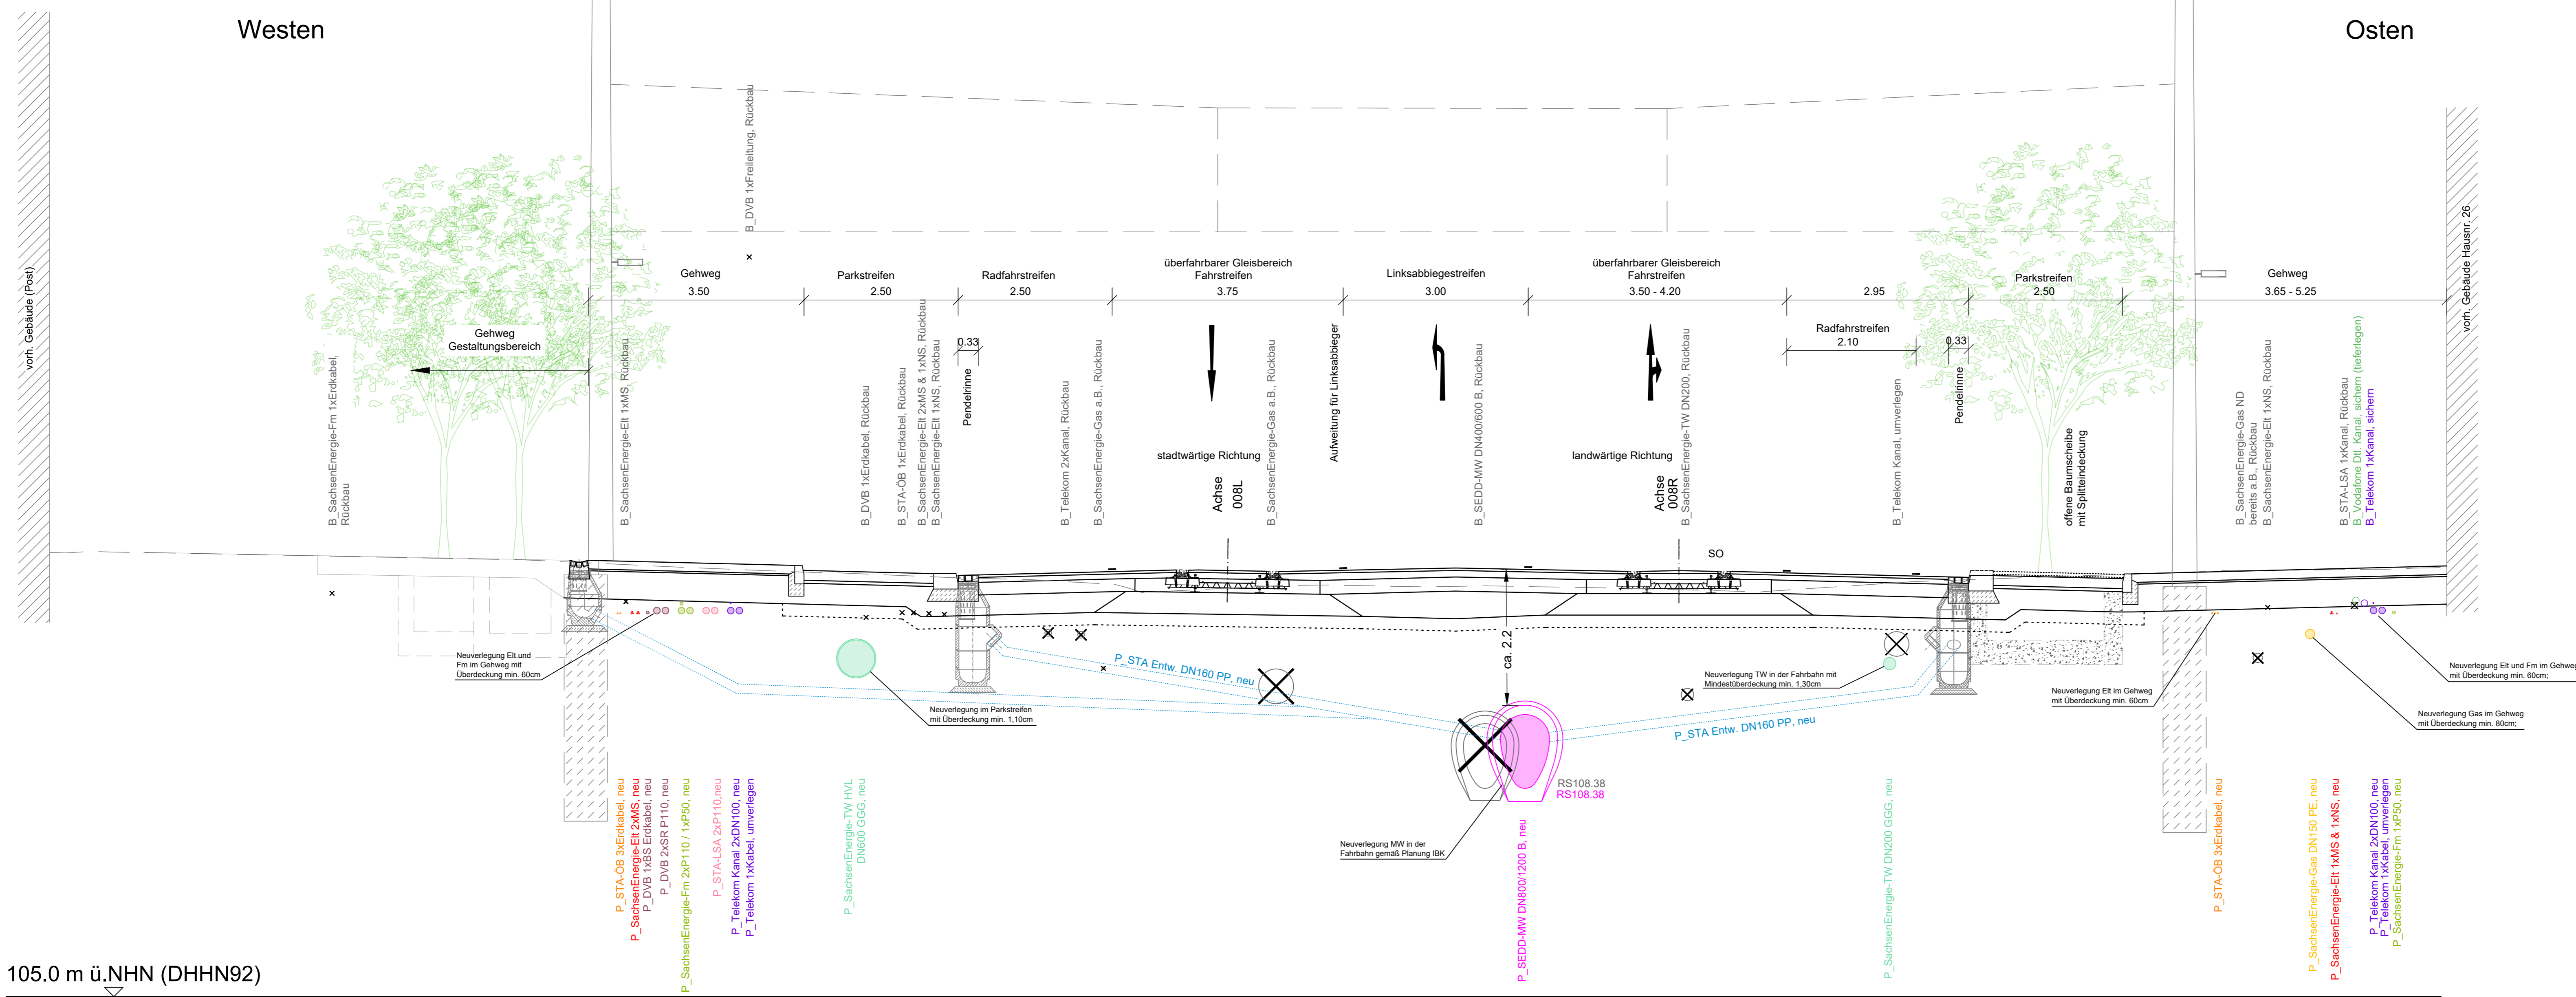 Westen
Osten
vorh. Gebäude (Post)
vorh. Gebäude Hausnr. 26
B_DVB 1xFreileitung, Rückbau
Gehweg
3.50
Parkstreifen
2.50
Radfahrstreifen
2.50
überfahrbarer Gleisbereich
Fahrstreifen
3.75
Linksabbiegestreifen
3.00
überfahrbarer Gleisbereich
Fahrstreifen
3.50 - 4.20
2.95
Parkstreifen
2.50
Gehweg
3.65 - 5.25
Gehweg
Gestaltungsbereich
0.33
Pendelrinne
Radfahrstreifen
2.10
0.33
Pendelrinne
B_SachsenEnergie-Fm 1xErdkabel,
Rückbau
B_SachsenEnergie-Elt 1xMS, Rückbau
B_DVB 1xErdkabel, Rückbau
B_STA-ÖB 1xErdkabel, Rückbau
B_SachsenEnergie-Elt 2xMS & 1xNS, Rückbau
B_SachsenEnergie-Elt 1xNS, Rückbau
B_Telekom 2xKanal, Rückbau
B_SachsenEnergie-Gas a.B., Rückbau
stadtwärtige Richtung
Achse
008L
B_SachsenEnergie-Gas a.B., Rückbau
Aufweitung für Linksabbieger
B_SEDD-MW DN400/600 B, Rückbau
landwärtige Richtung
Achse
008R
B_SachsenEnergie-TW DN200, Rückbau
B_Telekom Kanal, umverlegen
offene Baumscheibe
mit Splitteindeckung
B_SachsenEnergie-Gas ND
bereits a.B., Rückbau
B_SachsenEnergie-Elt 1xNS, Rückbau
B_STA-LSA 1xKanal, Rückbau
B_Vodafone Dtl. Kanal, sichern (tieferlegen)
B_Telekom 1xKanal, sichern
SO
ca. 2.2
Neuverlegung Elt und
Fm im Gehweg mit
Überdeckung min. 60cm
Neuverlegung im Parkstreifen
mit Überdeckung min. 1,10cm
P_STA Entw. DN160 PP, neu
Neuverlegung TW in der Fahrbahn mit
Mindestüberdeckung min. 1,30cm
P_STA Entw. DN160 PP, neu
Neuverlegung Elt im Gehweg
mit Überdeckung min. 60cm
Neuverlegung Elt und Fm im Gehweg
mit Überdeckung min. 60cm;
Neuverlegung Gas im Gehweg
mit Überdeckung min. 80cm;
RS108.38
RS108.38
Neuverlegung MW in der
Fahrbahn gemäß Planung IBK
P_STA-ÖB 3xErdkabel, neu
P_SachsenEnergie-Elt 2xMS, neu
P_DVB 1xBS Erdkabel, neu
P_DVB 2xSR P110, neu
P_SachsenEnergie-Fm 2xP110 / 1xP50, neu
P_STA-LSA 2xP110,neu
P_Telekom Kanal 2xDN100, neu
P_Telekom 1xKabel, umverlegen
P_SachsenEnergie-TW HVL
DN600 GGG, neu
P_SEDD-MW DN800/1200 B, neu
P_SachsenEnergie-TW DN200 GGG, neu
P_STA-ÖB 3xErdkabel, neu
P_SachsenEnergie-Gas DN150 PE, neu
P_SachsenEnergie-Elt 1xMS & 1xNS, neu
P_Telekom Kanal 2xDN100, neu
P_Telekom 1xKabel, umverlegen
P_SachsenEnergie-Fm 1xP50, neu
105.0 m ü.NHN (DHHN92)